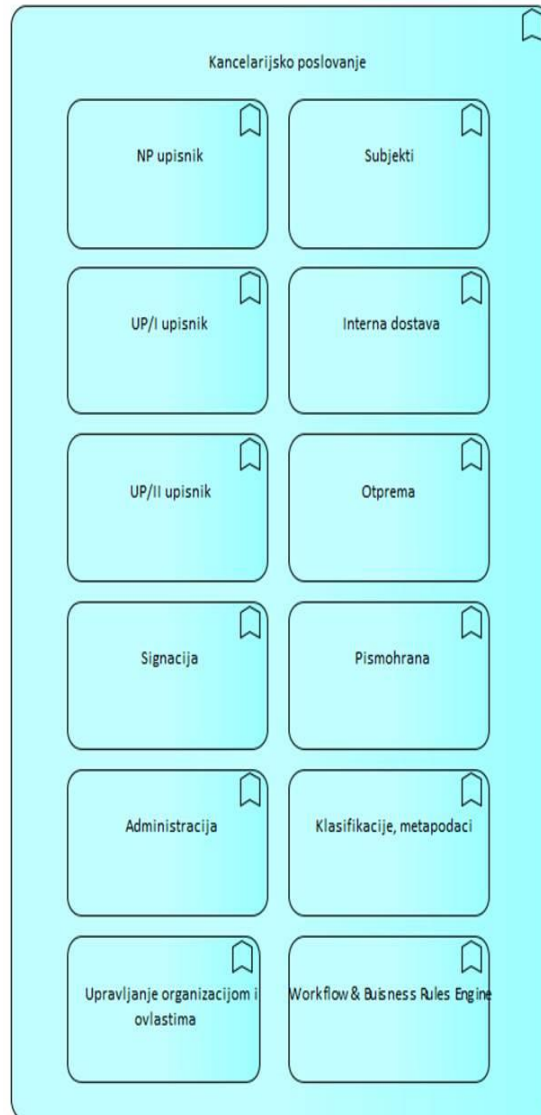 Kancelarijsko poslovanje
NP upisnik
Subjekti
UP/I upisnik
Interna dostava
UP/II upisnik
Otprema
Signacija
Pismohrana
Administracija
Klasifikacije, metapodaci
Upravljanje organizacijom i
ovlastima
Workflow & Buisness Rules Engine